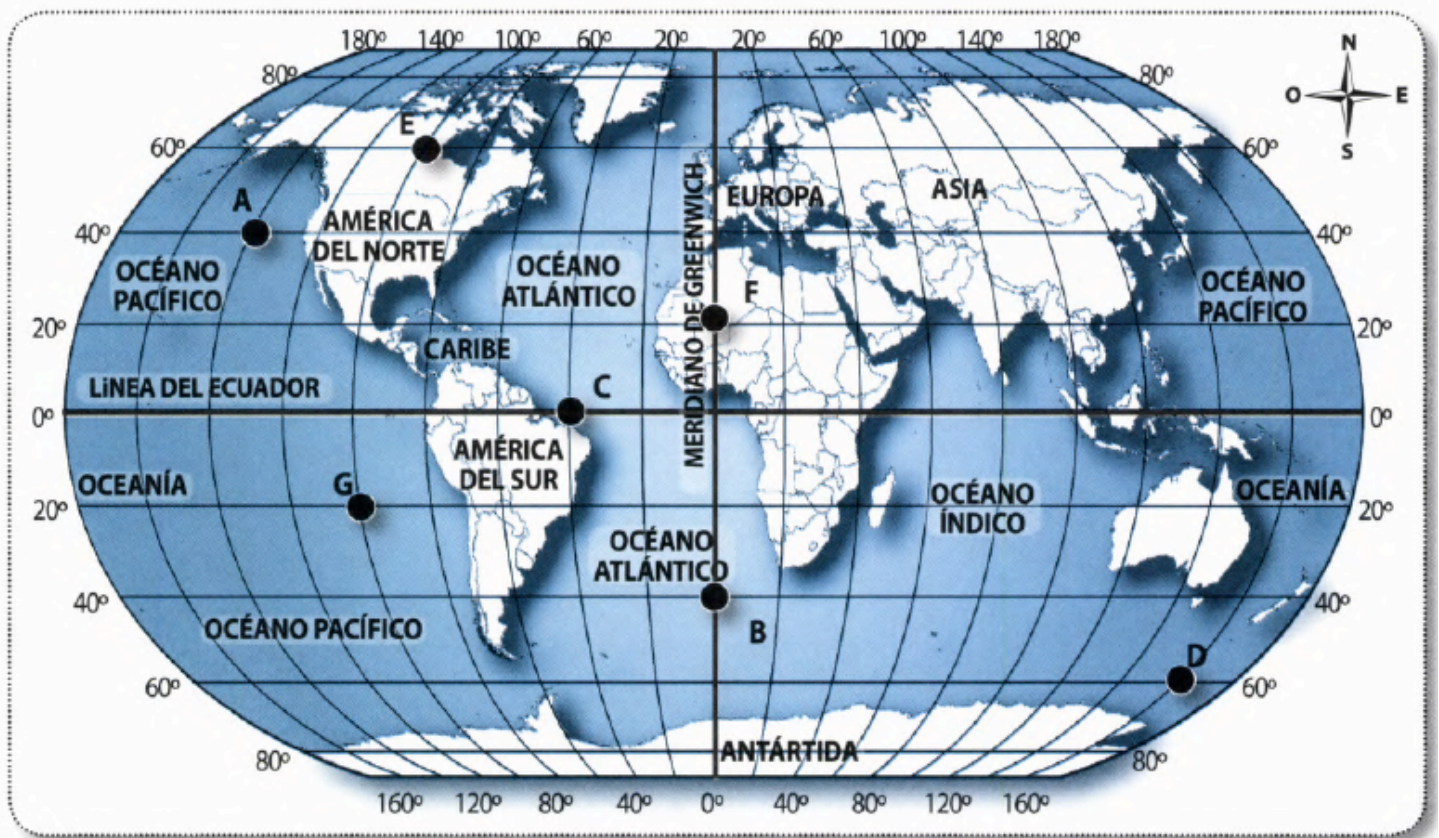 180º 140º 100º 60º 20º 20º 60º 100º 140º 180º
N
80º 80º
O E
E
60º 60º
S
EUROPA ASIA
A
AMÉRICA
DEL NORTE
40º 40º
OCÉANO
PACÍFICO
OCÉANO
ATLÁNTICO
MERIDIANO DE GREENWICH
F
OCÉANO
PACÍFICO
20º 20º
CARIBE
LíNEA DEL ECUADOR
C
0º 0º
AMÉRICA
DEL SUR
OCEANÍA
G
OCÉANO
ÍNDICO
OCEANÍA
20º 20º
OCÉANO
ATLÁNTICO
40º 40º
OCÉANO PACÍFICO
B
D
60º 60º
ANTÁRTIDA
80º 80º
160º 120º 80º 40º 0º 40º 80º 120º 160º